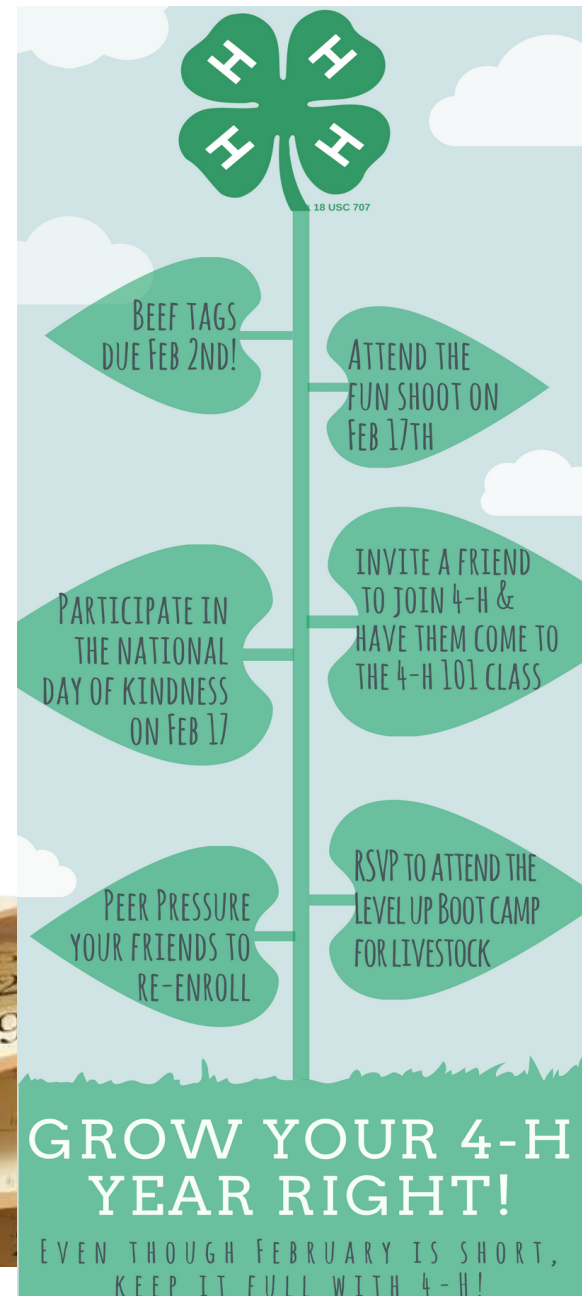 H H
H H
18 USC 707
BEEF TAGS
DUE FEB 2ND!
ATTEND THE
FUN SHOOT ON
FEB 17TH
INVITE A FRIEND
TO JOIN 4-H &
HAVE THEM COME TO
THE 4-H 101 CLASS
PARTICIPATE IN
THE NATIONAL
DAY OF KINDNESS
ON FEB 17
RSVP TO ATTEND THE
LEVEL UP BOOT CAMP
FOR LIVESTOCK
PEER PRESSURE
YOUR FRIENDS TO
RE-ENROLL
GROW YOUR 4-H
YEAR RIGHT!
EVEN THOUGH FEBRUARY IS SHORT,
KEEP IT FULL WITH 4-H!